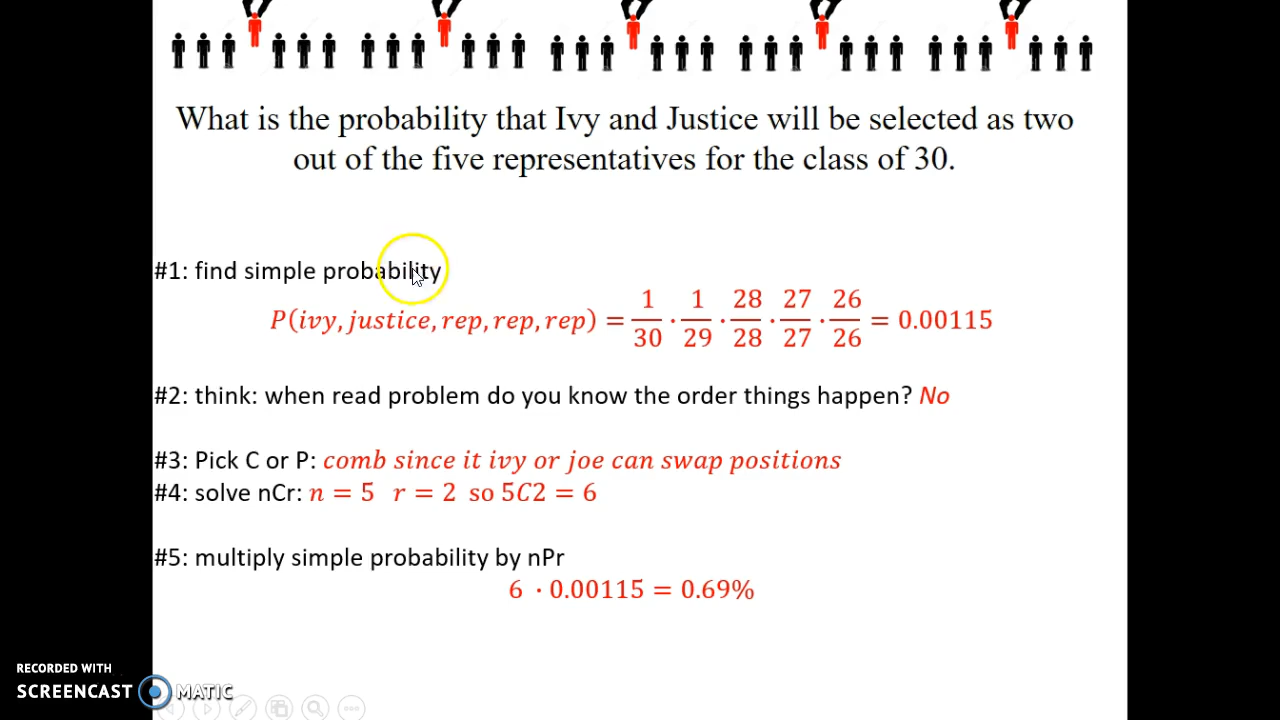 What is the probability that Ivy and Justice will be selected as two
out of the five representatives for the class of 30.
#1: find simple probability
P(ivy, justice, rep, rep, rep) = 1/30 · 1/29 · 28/28 · 27/27 · 26/26 = 0.00115
#2: think: when read problem do you know the order things happen? No
#3: Pick C or P: comb since it ivy or joe can swap positions
#4: solve nCr: n = 5 r = 2 so 5C2 = 6
#5: multiply simple probability by nPr
6 · 0.00115 = 0.69%
RECORDED WITH
SCREENCAST MATIC